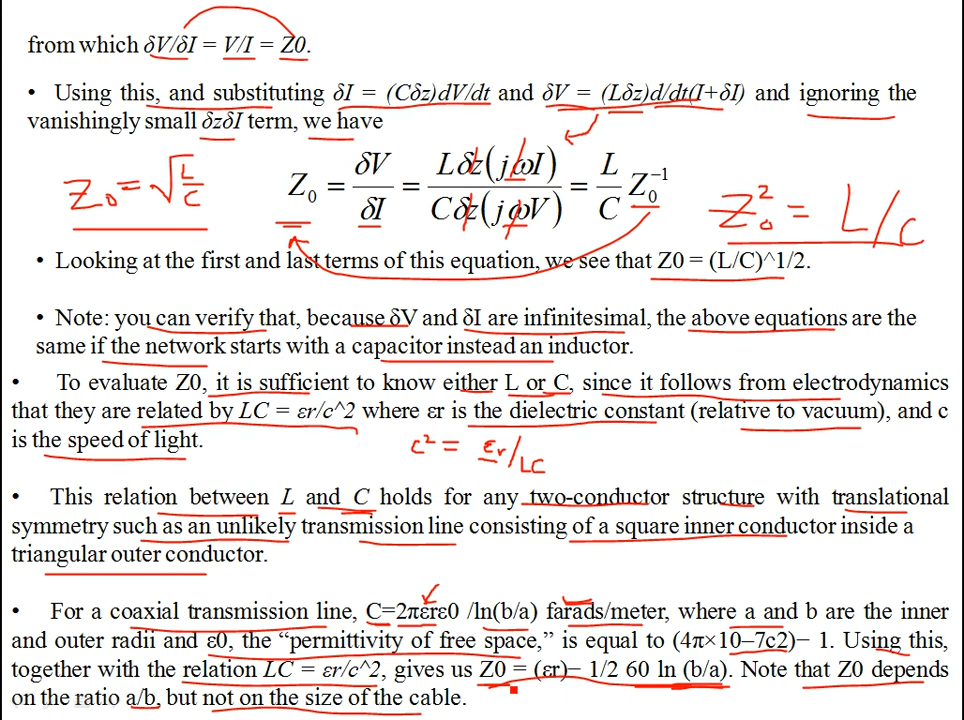 from which δV/δI = V/I = Z0.
• Using this, and substituting δI = (Cδz)dV/dt and δV = (Lδz)d/dt(I+δI) and ignoring the
vanishingly small δzδI term, we have
Z0 = √(L/C)
Z₀ = δV/δI = Lδz(jωI)/Cδz(jωV) = L/C Z₀⁻¹
Z₀² = L/C
• Looking at the first and last terms of this equation, we see that Z0 = (L/C)^1/2.
• Note: you can verify that, because δV and δI are infinitesimal, the above equations are the
same if the network starts with a capacitor instead an inductor.
• To evaluate Z0, it is sufficient to know either L or C, since it follows from electrodynamics
that they are related by LC = εr/c^2 where εr is the dielectric constant (relative to vacuum), and c
is the speed of light.
c² = εr/LC
• This relation between L and C holds for any two-conductor structure with translational
symmetry such as an unlikely transmission line consisting of a square inner conductor inside a
triangular outer conductor.
• For a coaxial transmission line, C=2πεrε0 /ln(b/a) farads/meter, where a and b are the inner
and outer radii and ε0, the “permittivity of free space,” is equal to (4π×10–7c2)− 1. Using this,
together with the relation LC = εr/c^2, gives us Z0 = (εr)− 1/2 60 ln (b/a). Note that Z0 depends
on the ratio a/b, but not on the size of the cable.